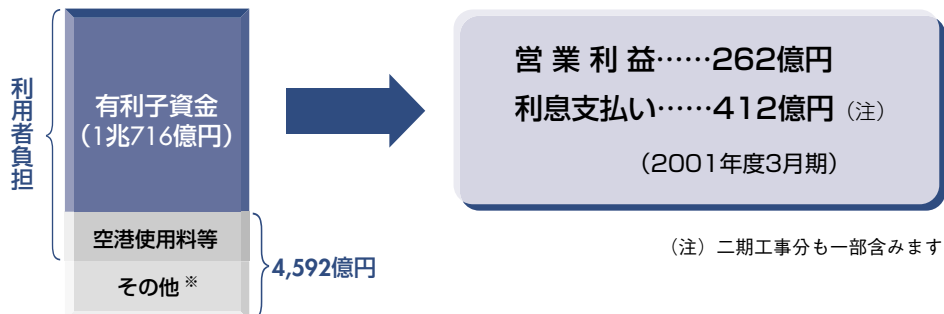 利用者負担
有利子資金
（1兆716億円）
空港使用料等
その他※
4,592億円
営業利益……262億円
利息支払い……412億円（注）
（2001年度3月期）
（注）二期工事分も一部含みます